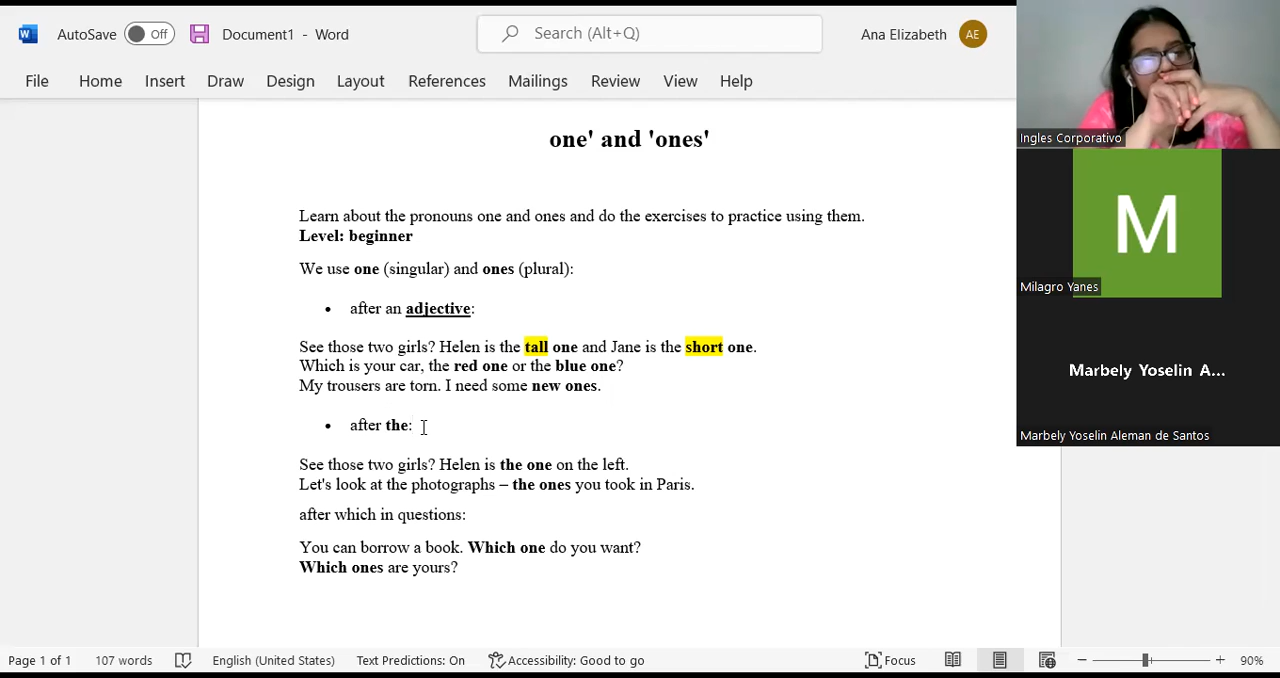 AutoSave Off Document1 - Word Search (Alt+Q) Ana Elizabeth AE
File Home Insert Draw Design Layout References Mailings Review View Help
one' and 'ones'
Learn about the pronouns one and ones and do the exercises to practice using them.
Level: beginner
We use one (singular) and ones (plural):
• after an adjective:
See those two girls? Helen is the tall one and Jane is the short one.
Which is your car, the red one or the blue one?
My trousers are torn. I need some new ones.
• after the:
See those two girls? Helen is the one on the left.
Let's look at the photographs – the ones you took in Paris.
after which in questions:
You can borrow a book. Which one do you want?
Which ones are yours?
Page 1 of 1 107 words English (United States) Text Predictions: On Accessibility: Good to go Focus 90%
Ingles Corporativo
M
Milagro Yanes
Marbely Yoselin A...
Marbely Yoselin Aleman de Santos